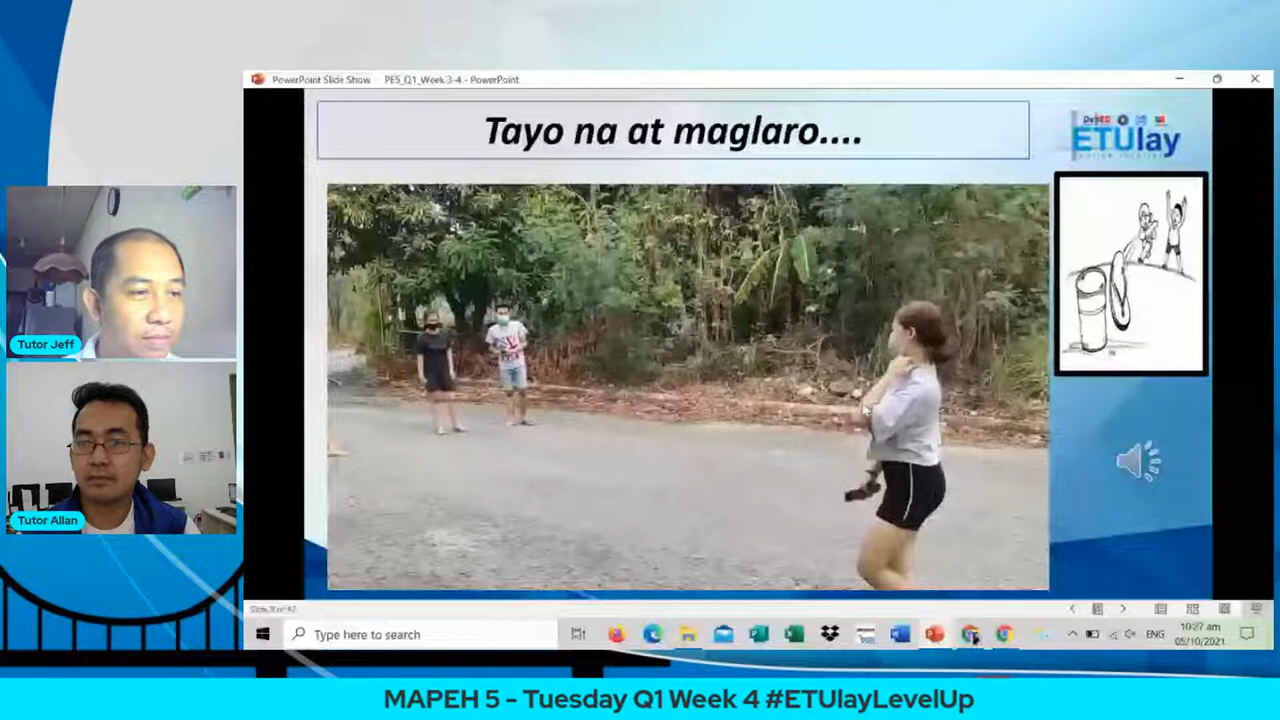 PowerPoint Slide Show - PE5_Q1_Week 3-4 - PowerPoint
Tayo na at maglaro....
DepED
ETUlay
Tutor Jeff
Tutor Allan
Type here to search
ENG
10:27 am
05/10/2021
MAPEH 5 - Tuesday Q1 Week 4 #ETUlayLevelUp